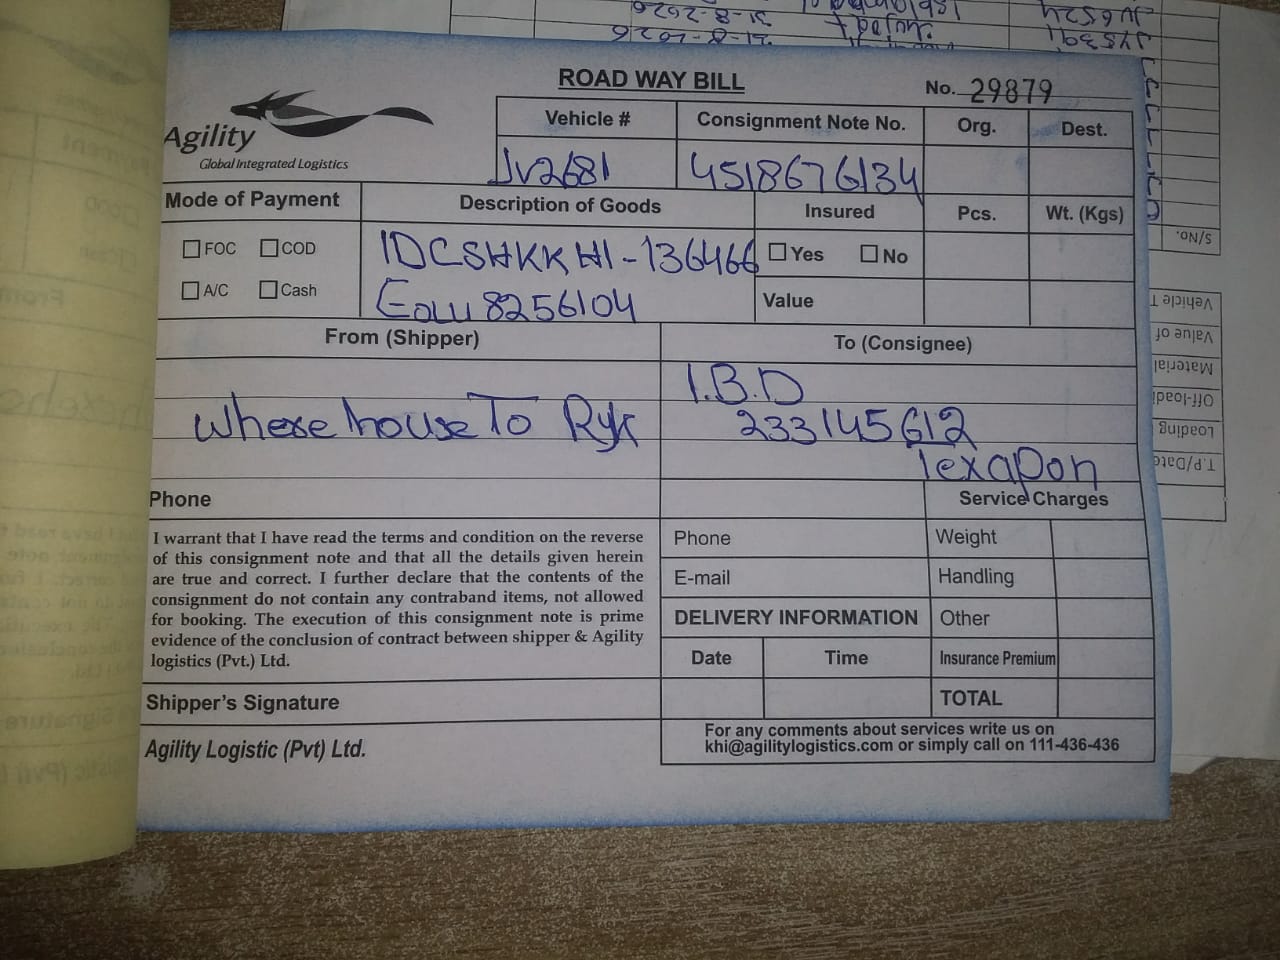 ROAD WAY BILL
No. 29879
Agility
Global Integrated Logistics
Vehicle # Consignment Note No. Org. Dest.
JV2681 4518676134
Mode of Payment Description of Goods Insured Pcs. Wt. (Kgs)
FOC COD IDCSHKKHI-136466 Yes No
A/C Cash 8256104 Value
From (Shipper) To (Consignee)
I.B.D
Whese house To Ryk 233145612
Texapon
Phone Service Charges
I warrant that I have read the terms and condition on the reverse
of this consignment note and that all the details given herein
are true and correct. I further declare that the contents of the
consignment do not contain any contraband items, not allowed
for booking. The execution of this consignment note is prime
evidence of the conclusion of contract between shipper & Agility
logistics (Pvt.) Ltd.
Phone Weight
E-mail Handling
DELIVERY INFORMATION Other
Date Time Insurance Premium
Shipper's Signature TOTAL
Agility Logistic (Pvt) Ltd.
For any comments about services write us on
khi@agilitylogistics.com or simply call on 111-436-436
S/No.
Vehicle T
Value of
Material
Off-loadi
Loading
T.P/Date